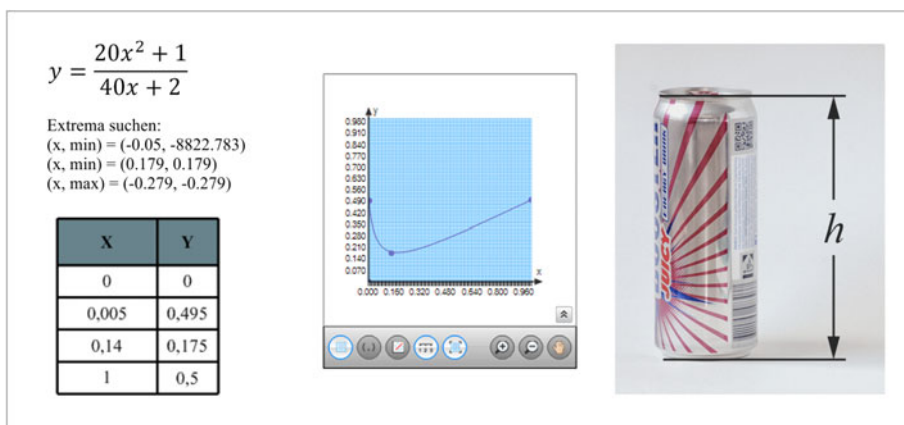 y = (20x² + 1) / (40x + 2)
Extrema suchen:
(x, min) = (-0.05, -8822.783)
(x, min) = (0.179, 0.179)
(x, max) = (-0.279, -0.279)
X Y
0 0
0,005 0,495
0,14 0,175
1 0,5
y
0.980
0.910
0.840
0.770
0.700
0.630
0.560
0.490
0.420
0.350
0.280
0.210
0.140
0.070
x
0.000 0.160 0.320 0.480 0.640 0.800 0.960
(,)
JUICY
ENERGY DRINK
h